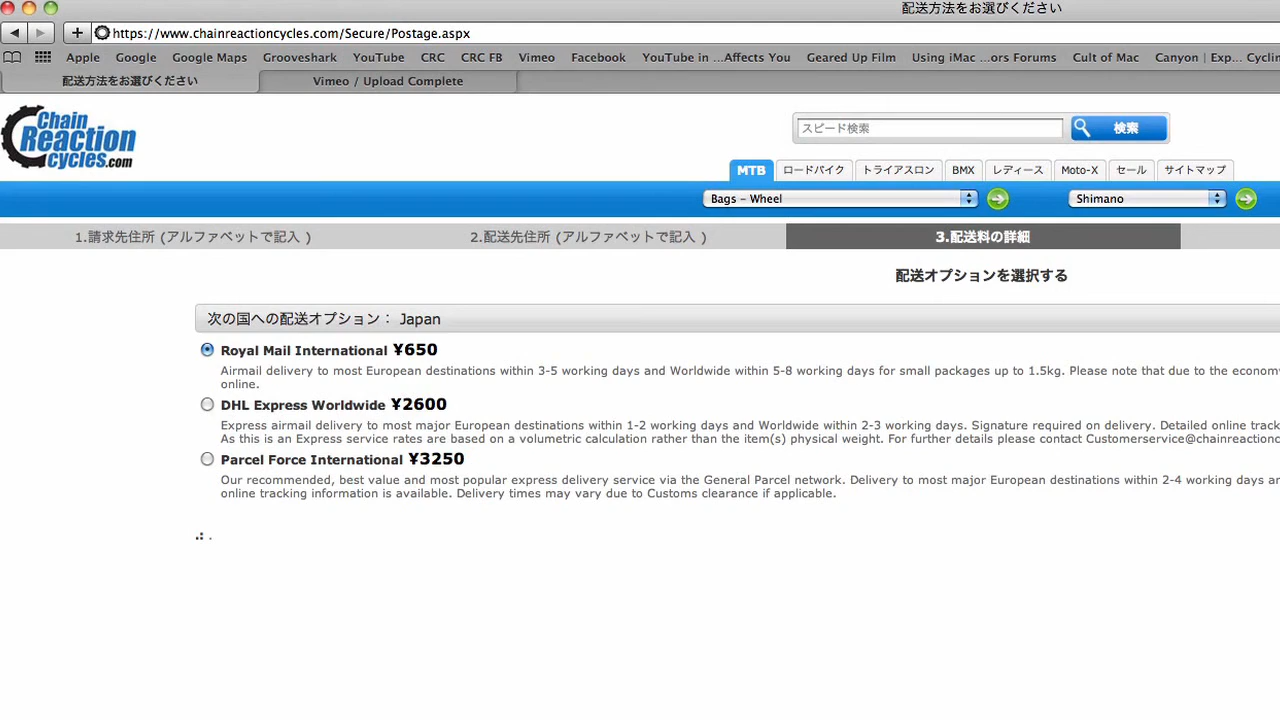 配送方法をお選びください
https://www.chainreactioncycles.com/Secure/Postage.aspx
Apple Google Google Maps Grooveshark YouTube CRC CRC FB Vimeo Facebook YouTube in ...Affects You Geared Up Film Using iMac ...ors Forums Cult of Mac Canyon | Exp... Cyclin
配送方法をお選びください Vimeo / Upload Complete
Chain
Reaction
Cycles.com
スピード検索 検索
MTB ロードバイク トライアスロン BMX レディース Moto-X セール サイトマップ
Bags - Wheel Shimano
1.請求先住所 (アルファベットで記入 ) 2.配送先住所 (アルファベットで記入 ) 3.配送料の詳細
配送オプションを選択する
次の国への配送オプション： Japan
Royal Mail International ¥650
Airmail delivery to most European destinations within 3-5 working days and Worldwide within 5-8 working days for small packages up to 1.5kg. Please note that due to the economy
online.
DHL Express Worldwide ¥2600
Express airmail delivery to most major European destinations within 1-2 working days and Worldwide within 2-3 working days. Signature required on delivery. Detailed online track
As this is an Express service rates are based on a volumetric calculation rather than the item(s) physical weight. For further details please contact Customerservice@chainreactionc
Parcel Force International ¥3250
Our recommended, best value and most popular express delivery service via the General Parcel network. Delivery to most major European destinations within 2-4 working days an
online tracking information is available. Delivery times may vary due to Customs clearance if applicable.